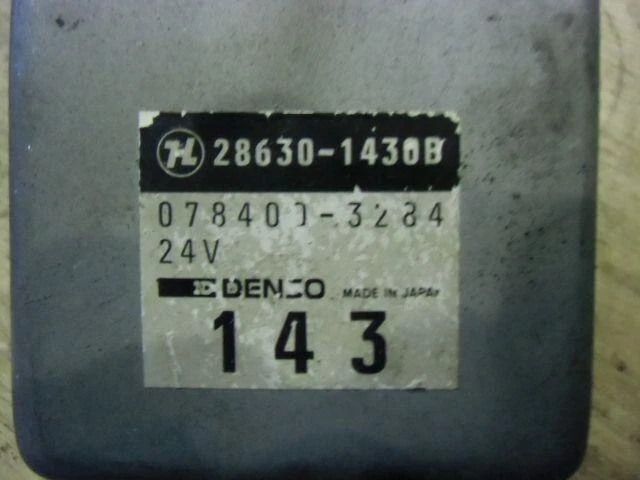 28630-1430B
078400-3284
24V
DENSO MADE IN JAPAN
143